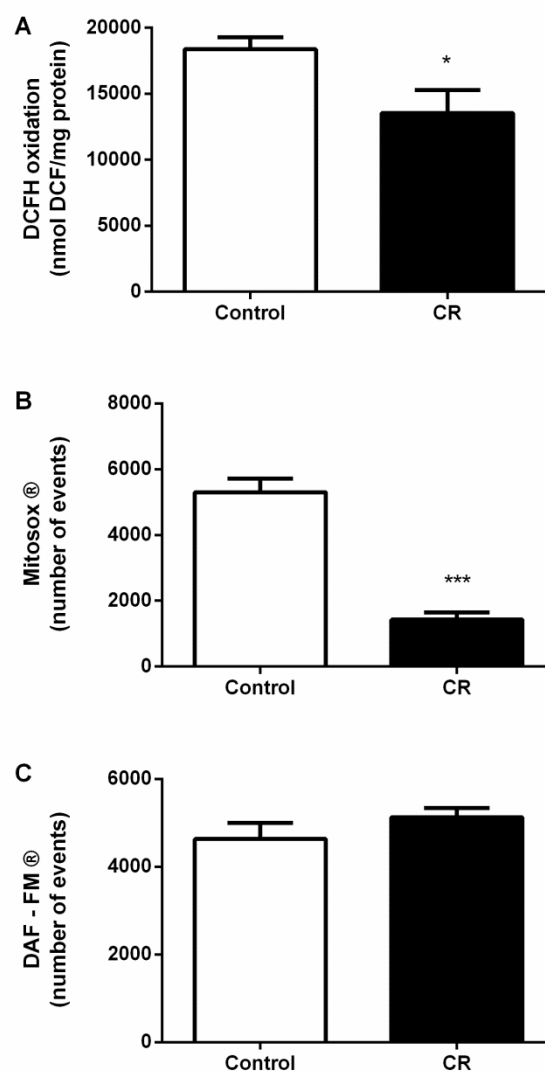 A
DCFH oxidation
(nmol DCF/mg protein)
20000
15000
10000
5000
0
*
Control
CR
B
Mitosox ®
(number of events)
8000
6000
4000
2000
0
***
Control
CR
C
DAF - FM ®
(number of events)
6000
4000
2000
0
Control
CR